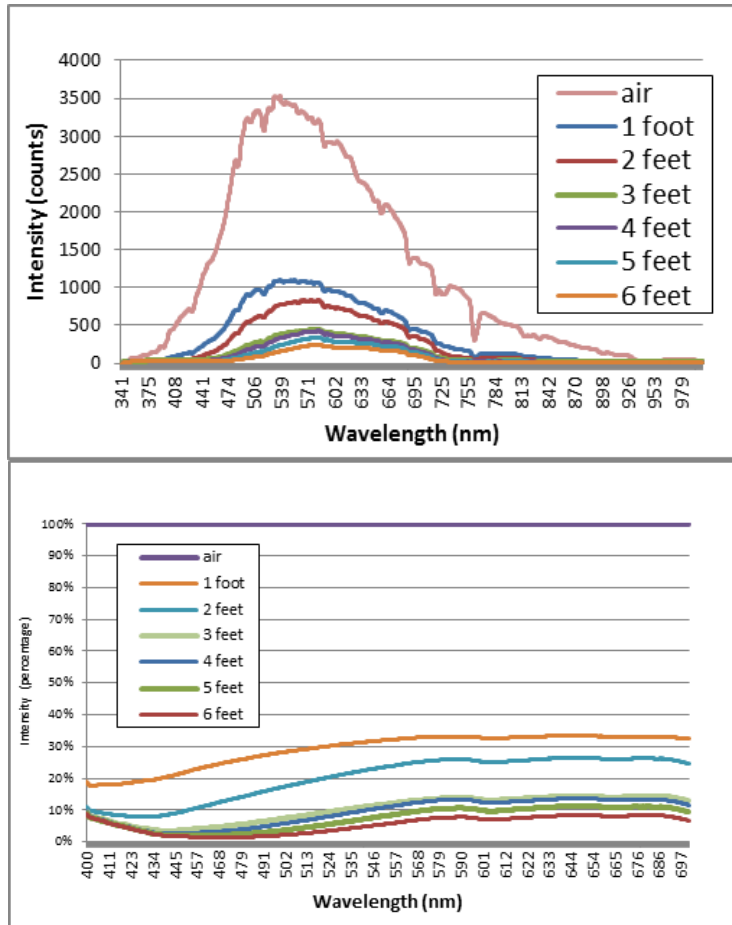 4000
3500
3000
2500
2000
1500
1000
500
0
Intensity (counts)
air
1 foot
2 feet
3 feet
4 feet
5 feet
6 feet
341 375 408 441 474 506 539 571 602 633 664 695 725 755 784 813 842 870 898 926 953 979
Wavelength (nm)
100%
90%
80%
70%
60%
50%
40%
30%
20%
10%
0%
Intensity (percentage)
air
1 foot
2 feet
3 feet
4 feet
5 feet
6 feet
400 411 423 434 445 457 468 479 491 502 513 524 535 546 557 568 579 590 601 612 622 633 644 654 665 676 686 697
Wavelength (nm)